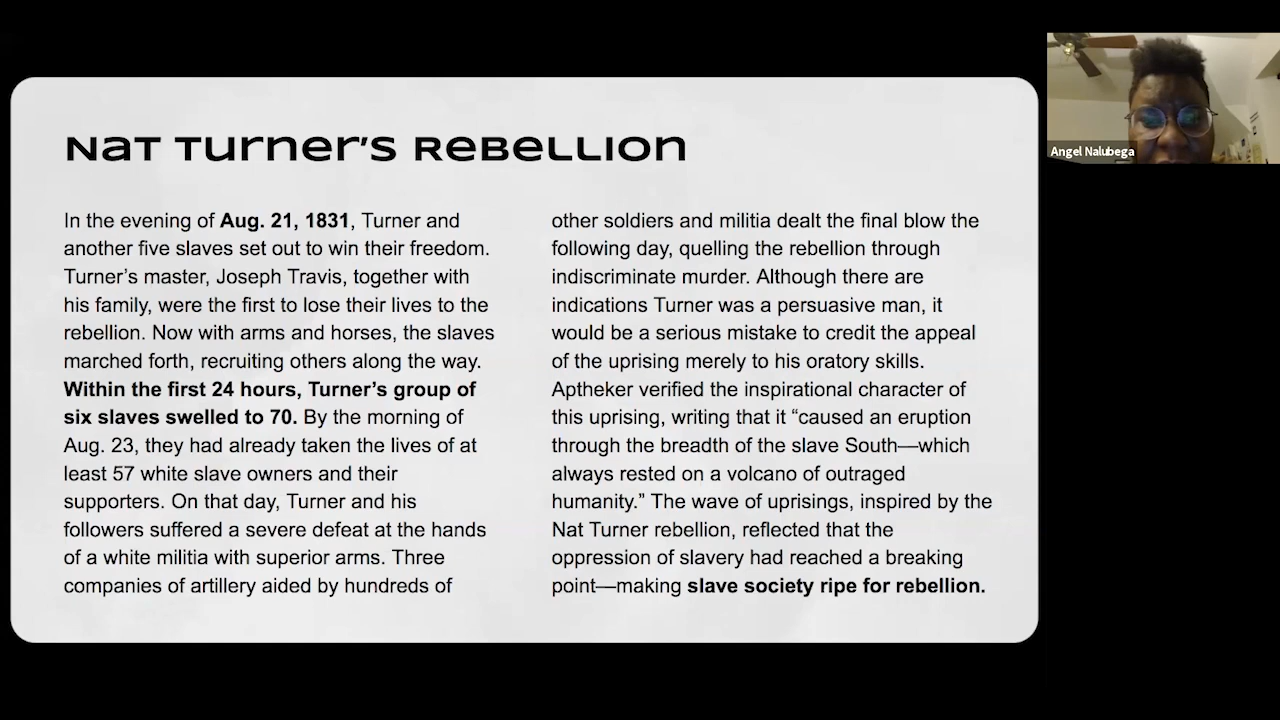 Nat Turner's Rebellion
In the evening of Aug. 21, 1831, Turner and
another five slaves set out to win their freedom.
Turner’s master, Joseph Travis, together with
his family, were the first to lose their lives to the
rebellion. Now with arms and horses, the slaves
marched forth, recruiting others along the way.
Within the first 24 hours, Turner’s group of
six slaves swelled to 70. By the morning of
Aug. 23, they had already taken the lives of at
least 57 white slave owners and their
supporters. On that day, Turner and his
followers suffered a severe defeat at the hands
of a white militia with superior arms. Three
companies of artillery aided by hundreds of
other soldiers and militia dealt the final blow the
following day, quelling the rebellion through
indiscriminate murder. Although there are
indications Turner was a persuasive man, it
would be a serious mistake to credit the appeal
of the uprising merely to his oratory skills.
Aptheker verified the inspirational character of
this uprising, writing that it “caused an eruption
through the breadth of the slave South—which
always rested on a volcano of outraged
humanity.” The wave of uprisings, inspired by the
Nat Turner rebellion, reflected that the
oppression of slavery had reached a breaking
point—making slave society ripe for rebellion.
Angel Nalubega